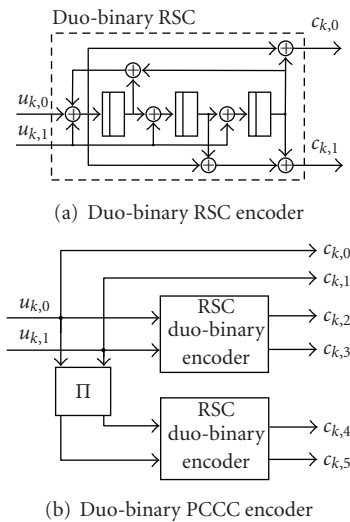 Duo-binary RSC
c_{k,0}
u_{k,0}
u_{k,1}
c_{k,1}
(a) Duo-binary RSC encoder
c_{k,0}
c_{k,1}
u_{k,0}
RSC
duo-binary
encoder
c_{k,2}
u_{k,1}
c_{k,3}
Π
RSC
duo-binary
encoder
c_{k,4}
c_{k,5}
(b) Duo-binary PCCC encoder